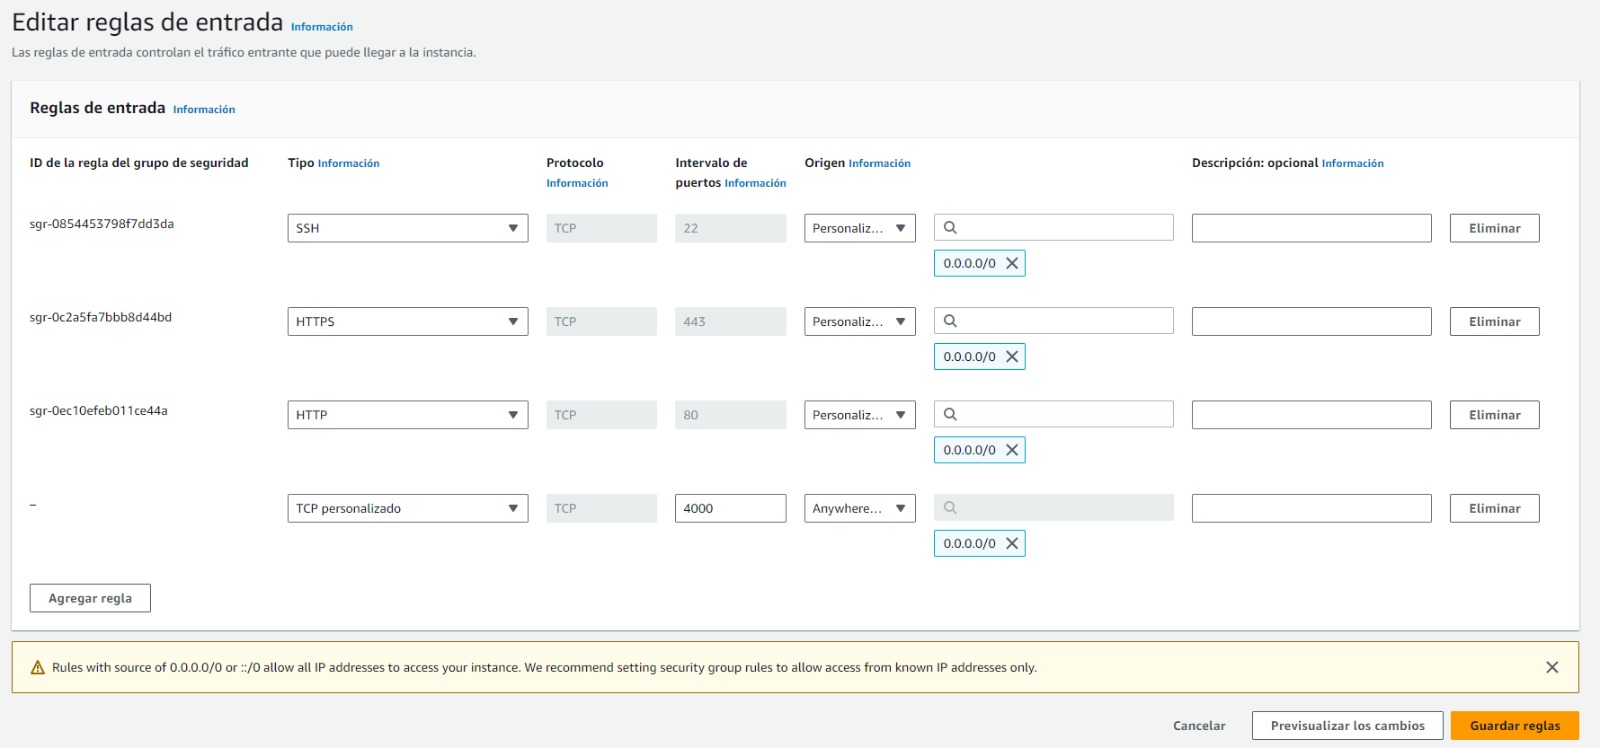 Editar reglas de entrada Información
Las reglas de entrada controlan el tráfico entrante que puede llegar a la instancia.
Reglas de entrada Información
ID de la regla del grupo de seguridad Tipo Información Protocolo Información Intervalo de puertos Información Origen Información Descripción: opcional Información
sgr-0854453798f7dd3da SSH TCP 22 Personaliz... Eliminar
0.0.0.0/0
sgr-0c2a5fa7bbb8d44bd HTTPS TCP 443 Personaliz... Eliminar
0.0.0.0/0
sgr-0ec10efeb011ce44a HTTP TCP 80 Personaliz... Eliminar
0.0.0.0/0
– TCP personalizado TCP 4000 Anywhere... Eliminar
0.0.0.0/0
Agregar regla
Rules with source of 0.0.0.0/0 or ::/0 allow all IP addresses to access your instance. We recommend setting security group rules to allow access from known IP addresses only.
Cancelar Previsualizar los cambios Guardar reglas